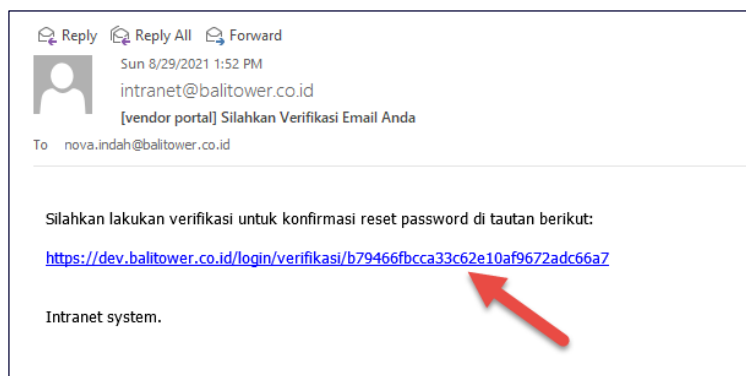 Reply Reply All Forward
Sun 8/29/2021 1:52 PM
intranet@balitower.co.id
[vendor portal] Silahkan Verifikasi Email Anda
To nova.indah@balitower.co.id
Silahkan lakukan verifikasi untuk konfirmasi reset password di tautan berikut:
https://dev.balitower.co.id/login/verifikasi/b79466fbcca33c62e10af9672adc66a7
Intranet system.